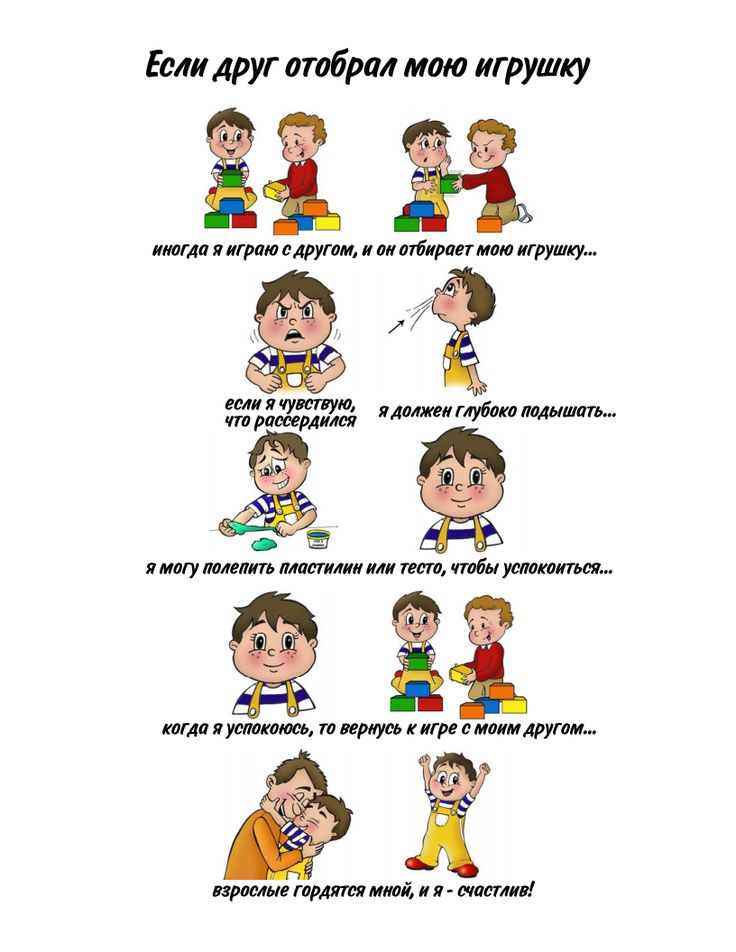 Если друг отобрал мою игрушку
иногда я играю с другом, и он отбирает мою игрушку...
если я чувствую,
что рассердился
я должен глубоко подышать...
я могу полепить пластилин или тесто, чтобы успокоиться...
когда я успокоюсь, то вернусь к игре с моим другом...
взрослые гордятся мной, и я - счастлив!